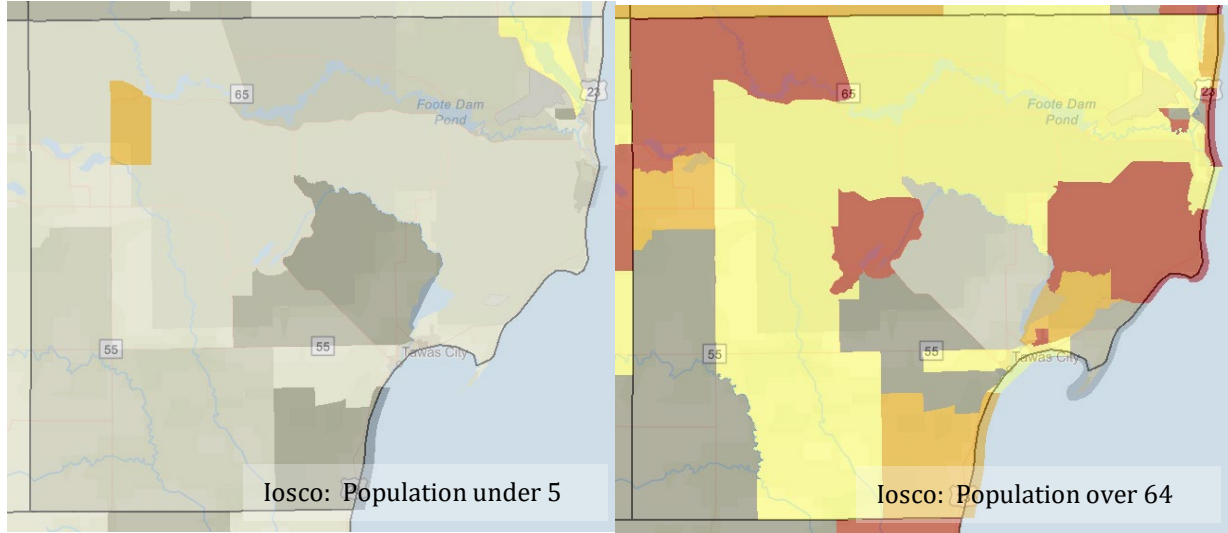 65
Foote Dam
Pond
23
55
55
Tawas City
Iosco: Population under 5
65
Foote Dam
Pond
23
55
55
Tawas City
Iosco: Population over 64